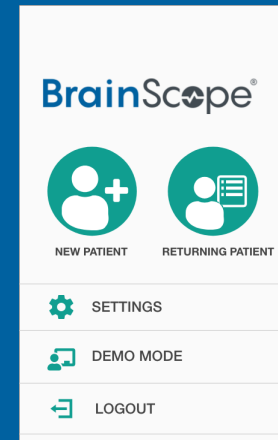 BrainScope®
NEW PATIENT RETURNING PATIENT
SETTINGS
DEMO MODE
LOGOUT